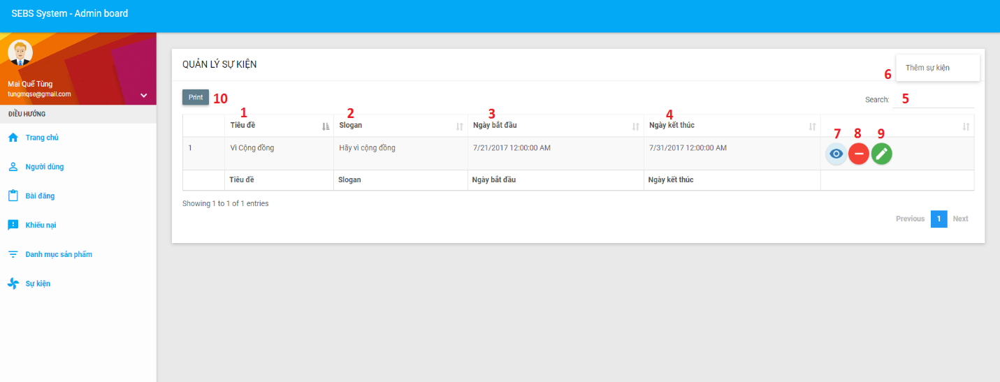 SEBS System - Admin board
Mai Quế Tùng
tungmqse@gmail.com
ĐIỀU HƯỚNG
Trang chủ
Người dùng
Bài đăng
Khiếu nại
Danh mục sản phẩm
Sự kiện
QUẢN LÝ SỰ KIỆN
6 Thêm sự kiện
Print 10
Search: 5
1 2 3 4
Tiêu đề Slogan Ngày bắt đầu Ngày kết thúc
7 8 9
1 Vì Cộng đồng Hãy vì cộng đồng 7/21/2017 12:00:00 AM 7/31/2017 12:00:00 AM
Tiêu đề Slogan Ngày bắt đầu Ngày kết thúc
Showing 1 to 1 of 1 entries
Previous 1 Next